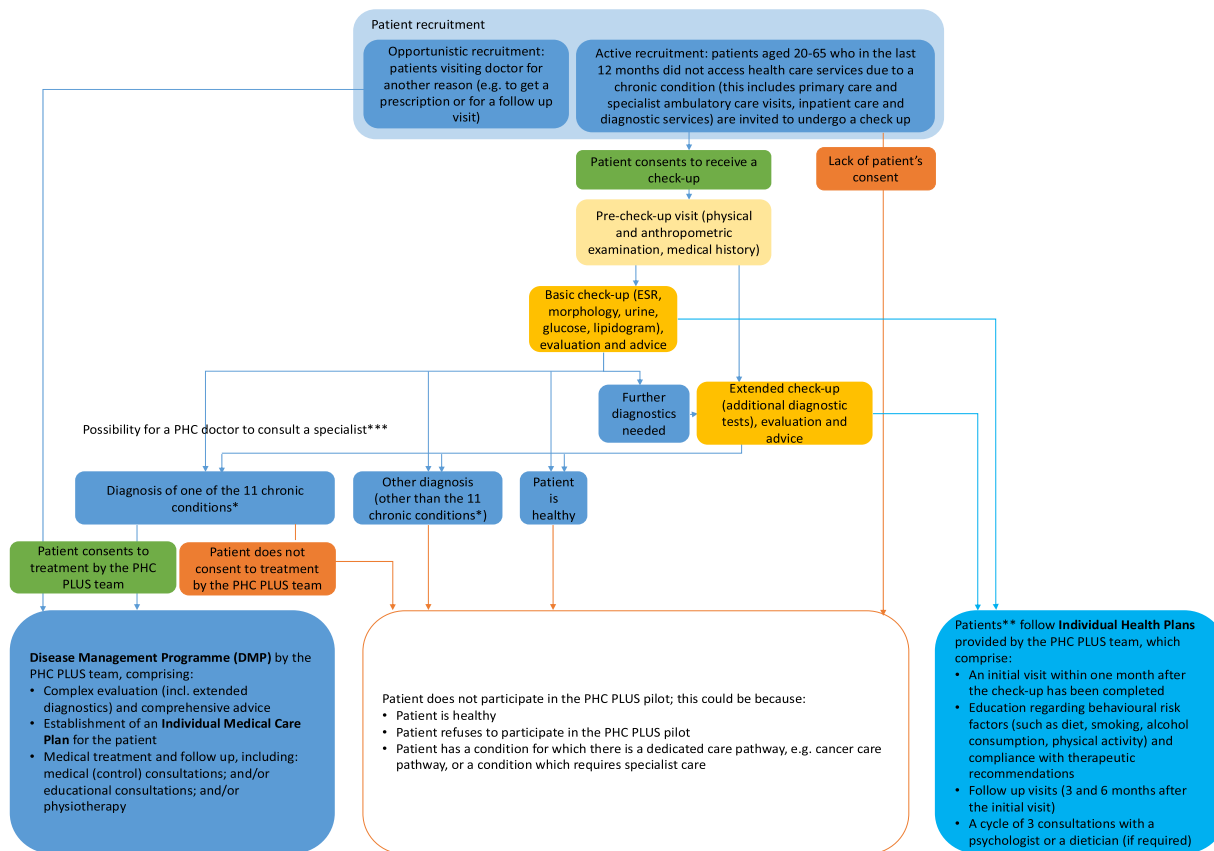 Patient recruitment
Opportunistic recruitment:
patients visiting doctor for
another reason (e.g. to get a
prescription or for a follow up
visit)
Active recruitment: patients aged 20-65 who in the last
12 months did not access health care services due to a
chronic condition (this includes primary care and
specialist ambulatory care visits, inpatient care and
diagnostic services) are invited to undergo a check up
Patient consents to receive a
check-up
Lack of patient’s
consent
Pre-check-up visit (physical
and anthropometric
examination, medical history)
Basic check-up (ESR,
morphology, urine,
glucose, lipidogram),
evaluation and advice
Further
diagnostics
needed
Extended check-up
(additional diagnostic
tests), evaluation and
advice
Possibility for a PHC doctor to consult a specialist***
Diagnosis of one of the 11 chronic
conditions*
Other diagnosis
(other than the 11
chronic conditions*)
Patient
is
healthy
Patient consents to
treatment by the PHC
PLUS team
Patient does not
consent to treatment
by the PHC PLUS team
Disease Management Programme (DMP) by the
PHC PLUS team, comprising:
• Complex evaluation (incl. extended
diagnostics) and comprehensive advice
• Establishment of an Individual Medical Care
Plan for the patient
• Medical treatment and follow up, including:
medical (control) consultations; and/or
educational consultations; and/or
physiotherapy
Patient does not participate in the PHC PLUS pilot; this could be because:
• Patient is healthy
• Patient refuses to participate in the PHC PLUS pilot
• Patient has a condition for which there is a dedicated care pathway, e.g. cancer care
pathway, or a condition which requires specialist care
Patients** follow Individual Health Plans
provided by the PHC PLUS team, which
comprise:
• An initial visit within one month after
the check-up has been completed
• Education regarding behavioural risk
factors (such as diet, smoking, alcohol
consumption, physical activity) and
compliance with therapeutic
recommendations
• Follow up visits (3 and 6 months after
the initial visit)
• A cycle of 3 consultations with a
psychologist or a dietician (if required)